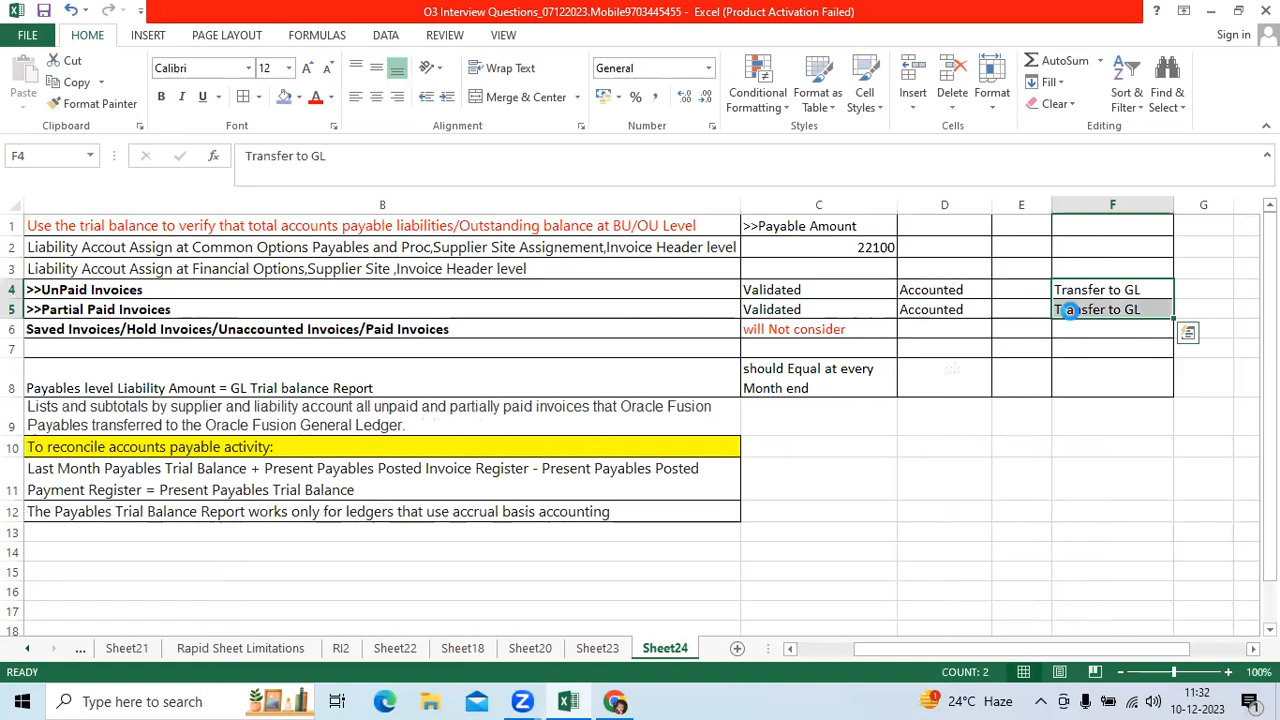 O3 Interview Questions_07122023.Mobile9703445455 - Excel (Product Activation Failed)
FILE HOME INSERT PAGE LAYOUT FORMULAS DATA REVIEW VIEW Sign in
Cut
Copy
Format Painter
Paste
Calibri 12
B I U
Wrap Text
Merge & Center
General
Conditional Formatting
Format as Table
Cell Styles
Insert Delete Format
AutoSum
Fill
Clear
Sort & Filter
Find & Select
Clipboard Font Alignment Number Styles Cells Editing
F4 fx Transfer to GL
B C D E F G
1 Use the trial balance to verify that total accounts payable liabilities/Outstanding balance at BU/OU Level >>Payable Amount
2 Liability Accout Assign at Common Options Payables and Proc,Supplier Site Assignement,Invoice Header level 22100
3 Liability Accout Assign at Financial Options,Supplier Site ,Invoice Header level
4 >>UnPaid Invoices Validated Accounted Transfer to GL
5 >>Partial Paid Invoices Validated Accounted Transfer to GL
6 Saved Invoices/Hold Invoices/Unaccounted Invoices/Paid Invoices will Not consider
7
8 Payables level Liability Amount = GL Trial balance Report should Equal at every
Month end
9 Lists and subtotals by supplier and liability account all unpaid and partially paid invoices that Oracle Fusion
Payables transferred to the Oracle Fusion General Ledger.
10 To reconcile accounts payable activity:
11 Last Month Payables Trial Balance + Present Payables Posted Invoice Register - Present Payables Posted
Payment Register = Present Payables Trial Balance
12 The Payables Trial Balance Report works only for ledgers that use accrual basis accounting
13
14
15
16
17
18
... Sheet21 Rapid Sheet Limitations RI2 Sheet22 Sheet18 Sheet20 Sheet23 Sheet24
READY COUNT: 2 100%
Type here to search 24°C Haze 11:32
10-12-2023